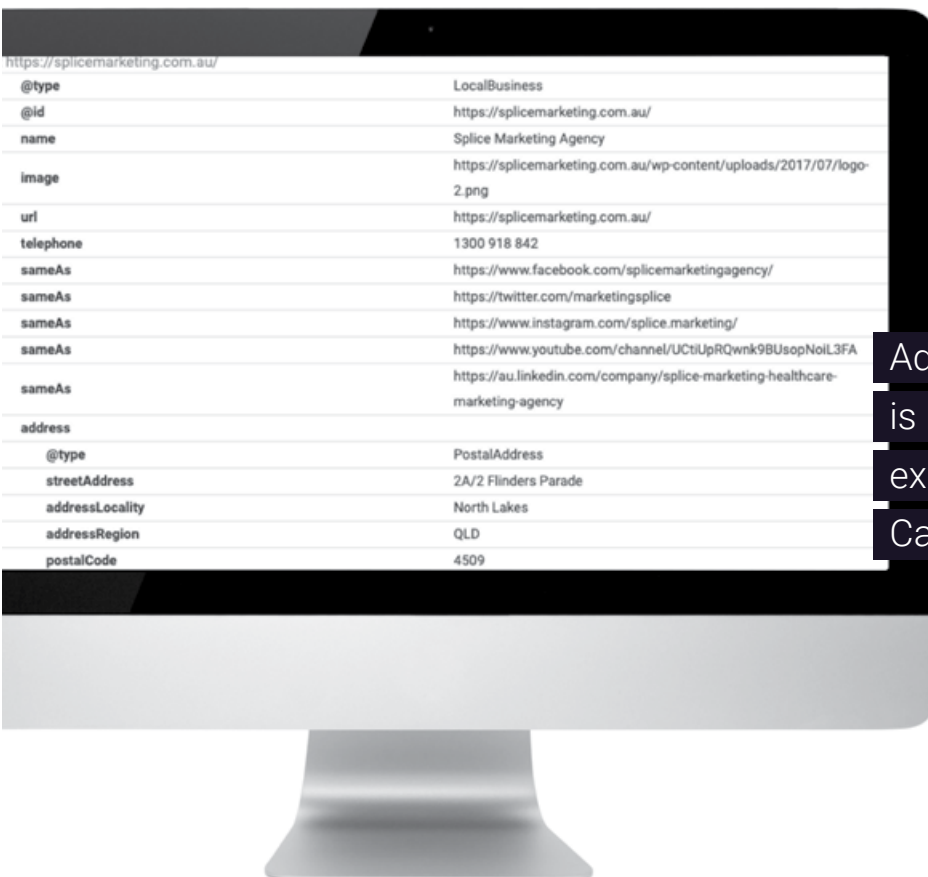 https://splicemarketing.com.au/
@type LocalBusiness
@id https://splicemarketing.com.au/
name Splice Marketing Agency
image https://splicemarketing.com.au/wp-content/uploads/2017/07/logo-
2.png
url https://splicemarketing.com.au/
telephone 1300 918 842
sameAs https://www.facebook.com/splicemarketingagency/
sameAs https://twitter.com/marketingsplice
sameAs https://www.instagram.com/splice.marketing/
sameAs https://www.youtube.com/channel/UCtiUpRQwnk9BUsopNoiL3FA
sameAs https://au.linkedin.com/company/splice-marketing-healthcare-
marketing-agency
address
@type PostalAddress
streetAddress 2A/2 Flinders Parade
addressLocality North Lakes
addressRegion QLD
postalCode 4509
is